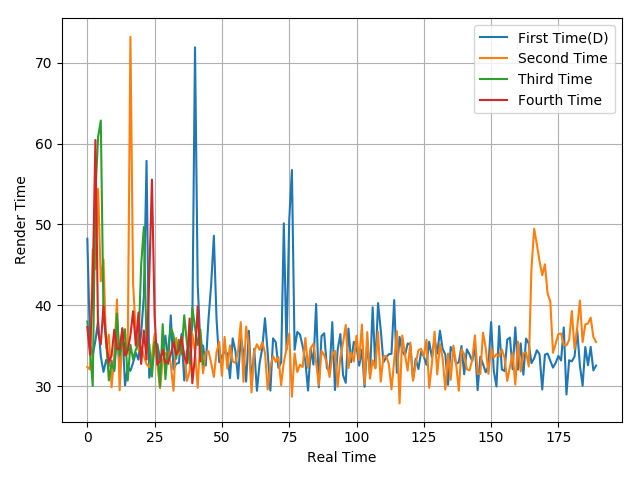 First Time(D)
Second Time
Third Time
Fourth Time
70
60
50
40
30
Render Time
0 25 50 75 100 125 150 175
Real Time